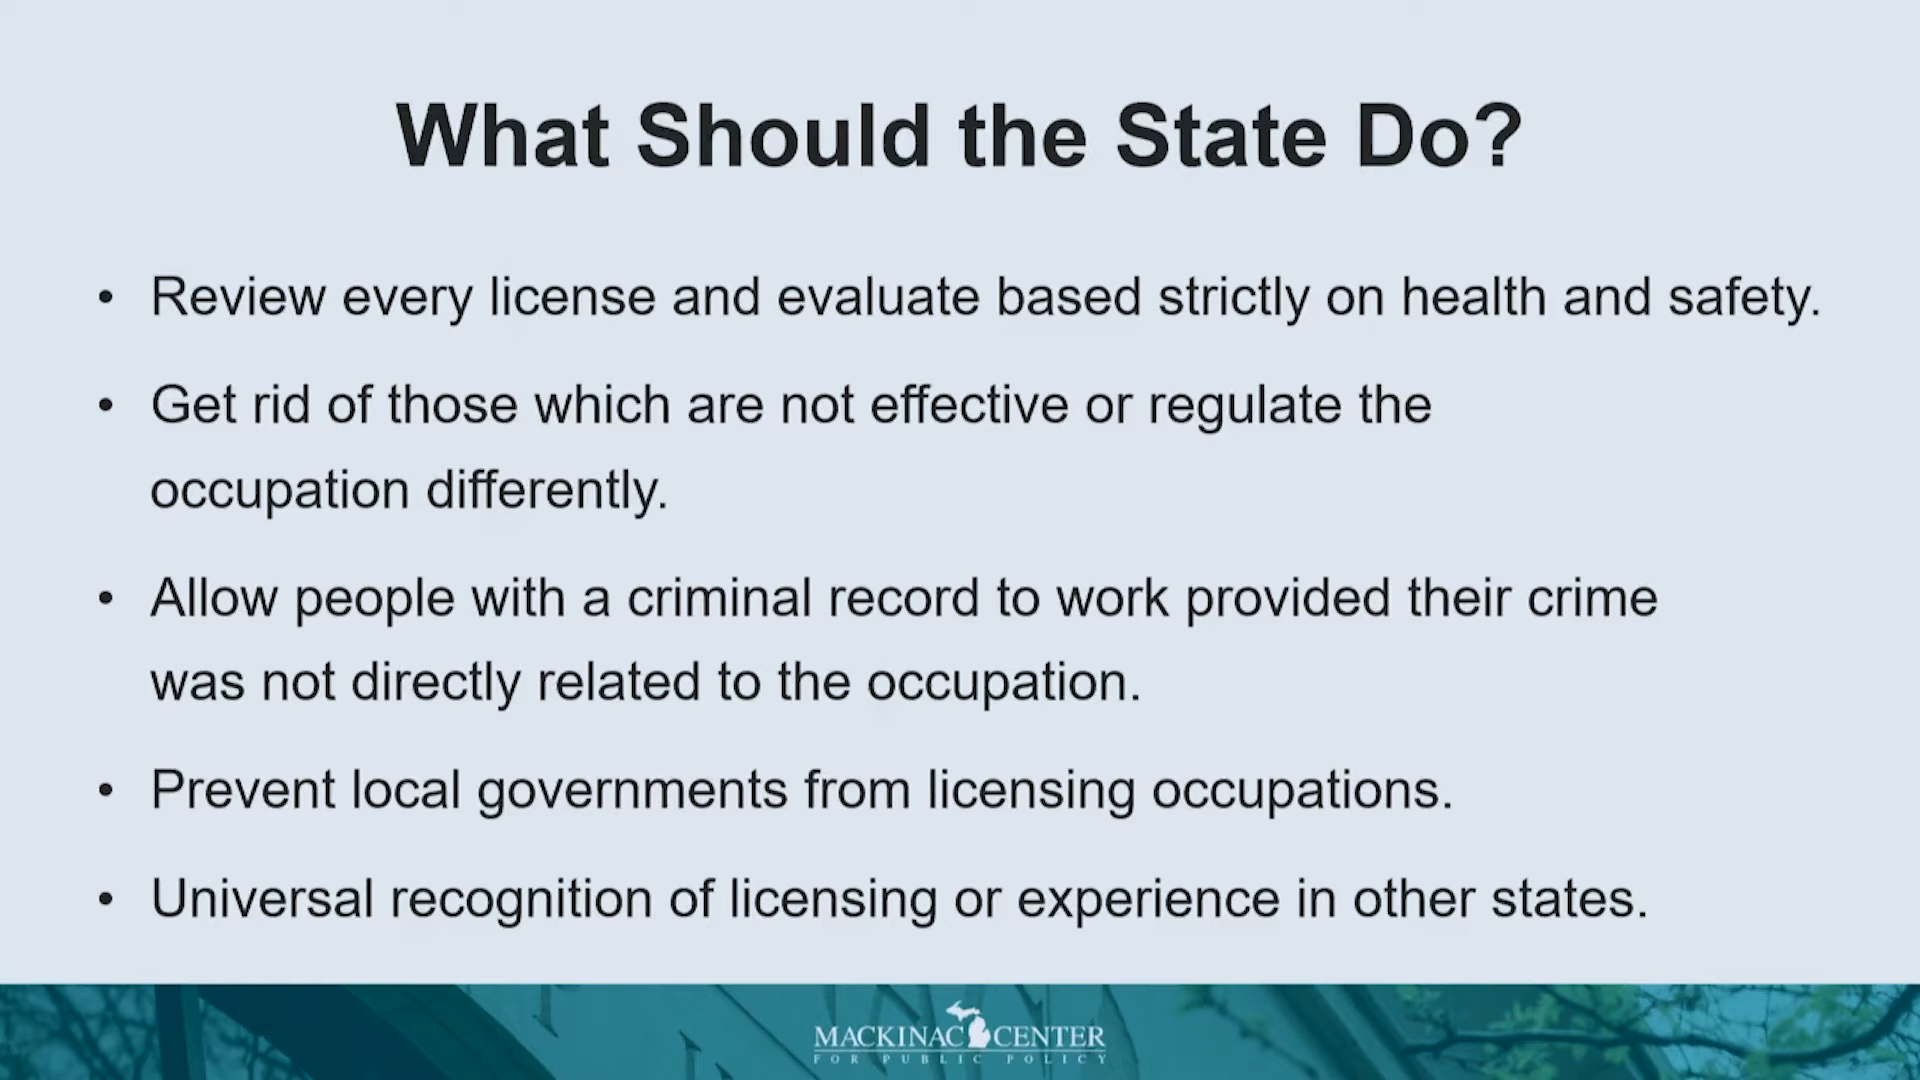 What Should the State Do?
• Review every license and evaluate based strictly on health and safety.
• Get rid of those which are not effective or regulate the
occupation differently.
• Allow people with a criminal record to work provided their crime
was not directly related to the occupation.
• Prevent local governments from licensing occupations.
• Universal recognition of licensing or experience in other states.
MACKINAC CENTER
FOR PUBLIC POLICY